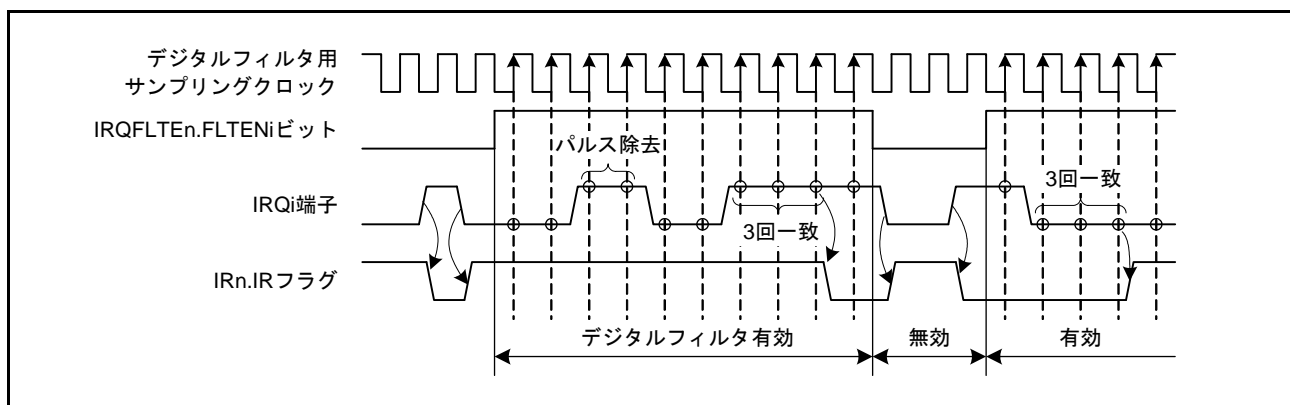 デジタルフィルタ用
サンプリングクロック
IRQFLTEn.FLTENiビット
パルス除去
IRQi端子
3回一致
3回一致
IRn.IRフラグ
デジタルフィルタ有効
無効
有効